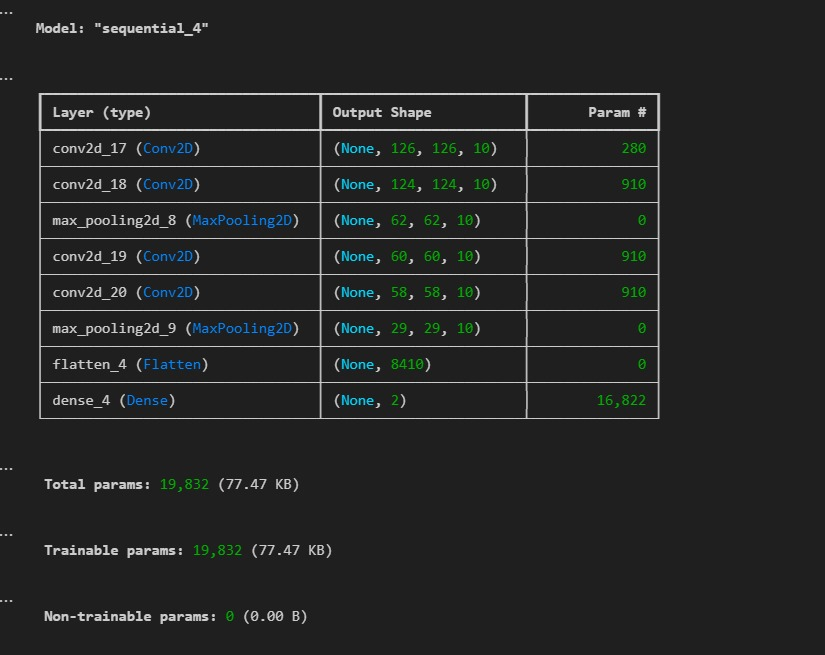 ...
Model: "sequential_4"
...
Layer (type) Output Shape Param #
conv2d_17 (Conv2D) (None, 126, 126, 10) 280
conv2d_18 (Conv2D) (None, 124, 124, 10) 910
max_pooling2d_8 (MaxPooling2D) (None, 62, 62, 10) 0
conv2d_19 (Conv2D) (None, 60, 60, 10) 910
conv2d_20 (Conv2D) (None, 58, 58, 10) 910
max_pooling2d_9 (MaxPooling2D) (None, 29, 29, 10) 0
flatten_4 (Flatten) (None, 8410) 0
dense_4 (Dense) (None, 2) 16,822
...
Total params: 19,832 (77.47 KB)
...
Trainable params: 19,832 (77.47 KB)
...
Non-trainable params: 0 (0.00 B)